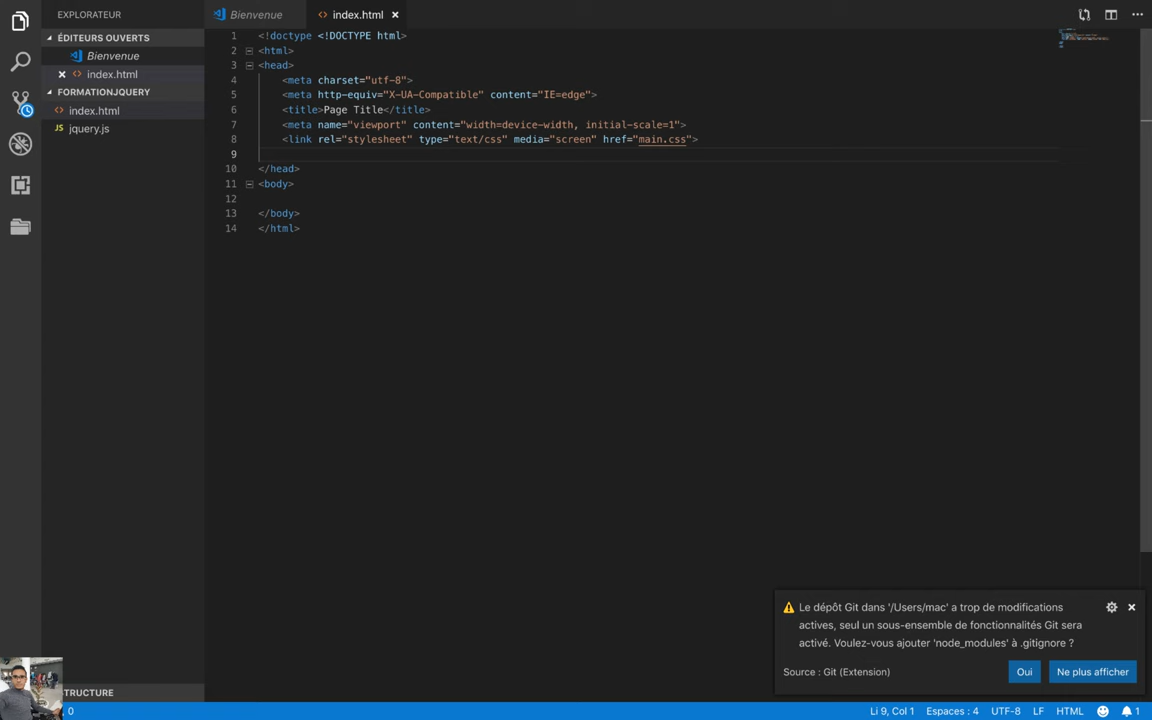 EXPLORATEUR
Bienvenue
index.html
ÉDITEURS OUVERTS
Bienvenue
index.html
FORMATIONJQUERY
index.html
jquery.js
1 <!doctype <!DOCTYPE html>
2 <html>
3 <head>
4 <meta charset="utf-8">
5 <meta http-equiv="X-UA-Compatible" content="IE=edge">
6 <title>Page Title</title>
7 <meta name="viewport" content="width=device-width, initial-scale=1">
8 <link rel="stylesheet" type="text/css" media="screen" href="main.css">
9
10 </head>
11 <body>
12
13 </body>
14 </html>
Le dépôt Git dans '/Users/mac' a trop de modifications
actives, seul un sous-ensemble de fonctionnalités Git sera
activé. Voulez-vous ajouter 'node_modules' à .gitignore ?
Source : Git (Extension)
Oui
Ne plus afficher
STRUCTURE
0
Li 9, Col 1
Espaces : 4
UTF-8
LF
HTML
1